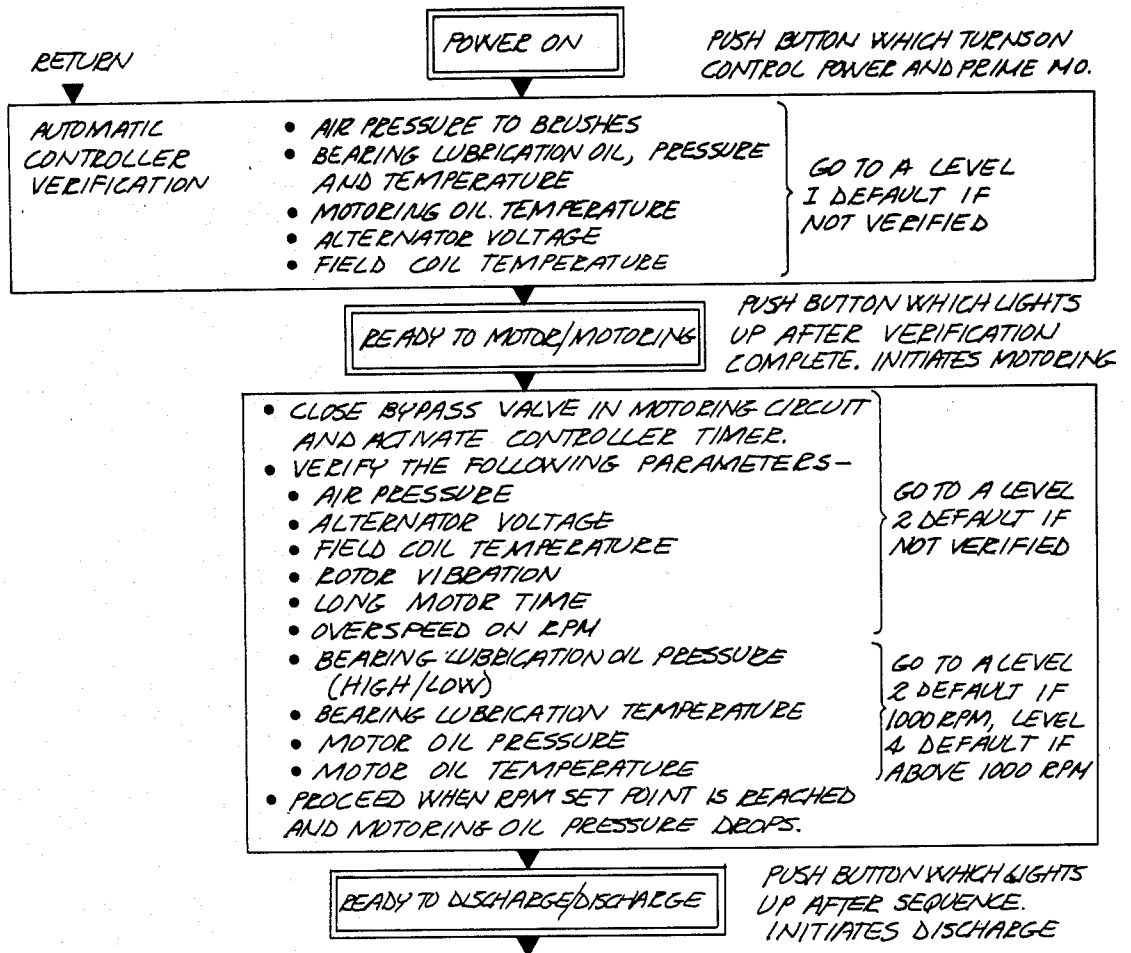 POWER ON
PUSH BUTTON WHICH TURNS ON
CONTROL POWER AND PRIME MO.
RETURN
AUTOMATIC
CONTROLLER
VERIFICATION
• AIR PRESSURE TO BRUSHES
• BEARING LUBRICATION OIL, PRESSURE
AND TEMPERATURE
• MOTORING OIL. TEMPERATURE
• ALTERNATOR VOLTAGE
• FIELD COIL TEMPERATURE
GO TO A LEVEL
1 DEFAULT IF
NOT VERIFIED
READY TO MOTOR/MOTORING
PUSH BUTTON WHICH LIGHTS
UP AFTER VERIFICATION
COMPLETE. INITIATES MOTORING
• CLOSE BYPASS VALVE IN MOTORING CIRCUIT
AND ACTIVATE CONTROLLER TIMER.
• VERIFY THE FOLLOWING PARAMETERS-
• AIR PRESSURE
• ALTERNATOR VOLTAGE
• FIELD COIL TEMPERATURE
• ROTOR VIBRATION
• LONG MOTOR TIME
• OVERSPEED ON RPM
GO TO A LEVEL
2 DEFAULT IF
NOT VERIFIED
• BEARING LUBRICATION OIL PRESSURE
(HIGH/LOW)
• BEARING LUBRICATION TEMPERATURE
• MOTOR OIL PRESSURE
• MOTOR OIL TEMPERATURE
GO TO A LEVEL
2 DEFAULT IF
1000 RPM, LEVEL
4 DEFAULT IF
ABOVE 1000 RPM
• PROCEED WHEN RPM SET POINT IS REACHED
AND MOTORING OIL PRESSURE DROPS.
READY TO DISCHARGE/DISCHARGE
PUSH BUTTON WHICH LIGHTS
UP AFTER SEQUENCE.
INITIATES DISCHARGE